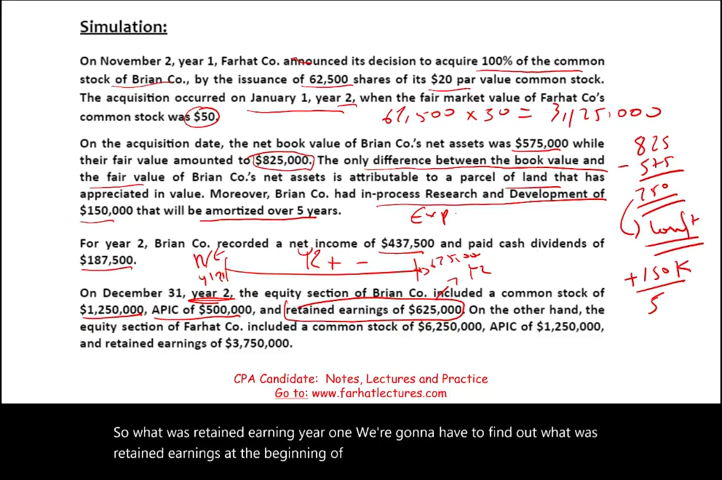 Simulation:
On November 2, year 1, Farhat Co. announced its decision to acquire 100% of the common
stock of Brian Co., by the issuance of 62,500 shares of its $20 par value common stock.
The acquisition occurred on January 1, year 2, when the fair market value of Farhat Co's
common stock was $50.
62,500 x 50 = 3,125,000
On the acquisition date, the net book value of Brian Co.'s net assets was $575,000 while
their fair value amounted to $825,000. The only difference between the book value and
the fair value of Brian Co.'s net assets is attributable to a parcel of land that has
appreciated in value. Moreover, Brian Co. had in-process Research and Development of
$150,000 that will be amortized over 5 years.
825
- 575
250
Land
+150K
5
Exp.
For year 2, Brian Co. recorded a net income of $437,500 and paid cash dividends of
$187,500.
Y2 + -
Y2
On December 31, year 2, the equity section of Brian Co. included a common stock of
$1,250,000, APIC of $500,000, and retained earnings of $625,000. On the other hand, the
equity section of Farhat Co. included a common stock of $6,250,000, APIC of $1,250,000,
and retained earnings of $3,750,000.
CPA Candidate: Notes, Lectures and Practice
Go to: www.farhatlectures.com
So what was retained earning year one We're gonna have to find out what was
retained earnings at the beginning of